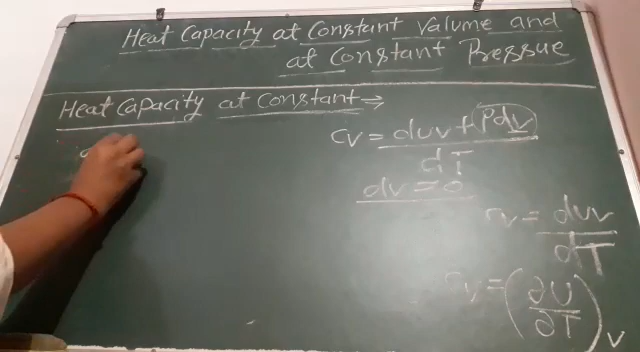 Heat Capacity at Constant Valume and
at Constant Pressue
Heat Capacity at Constant ⇒
Cv = duv + Pdv / dT
dv = 0
Cv = duv / dT
Cv = (∂U / ∂T)v